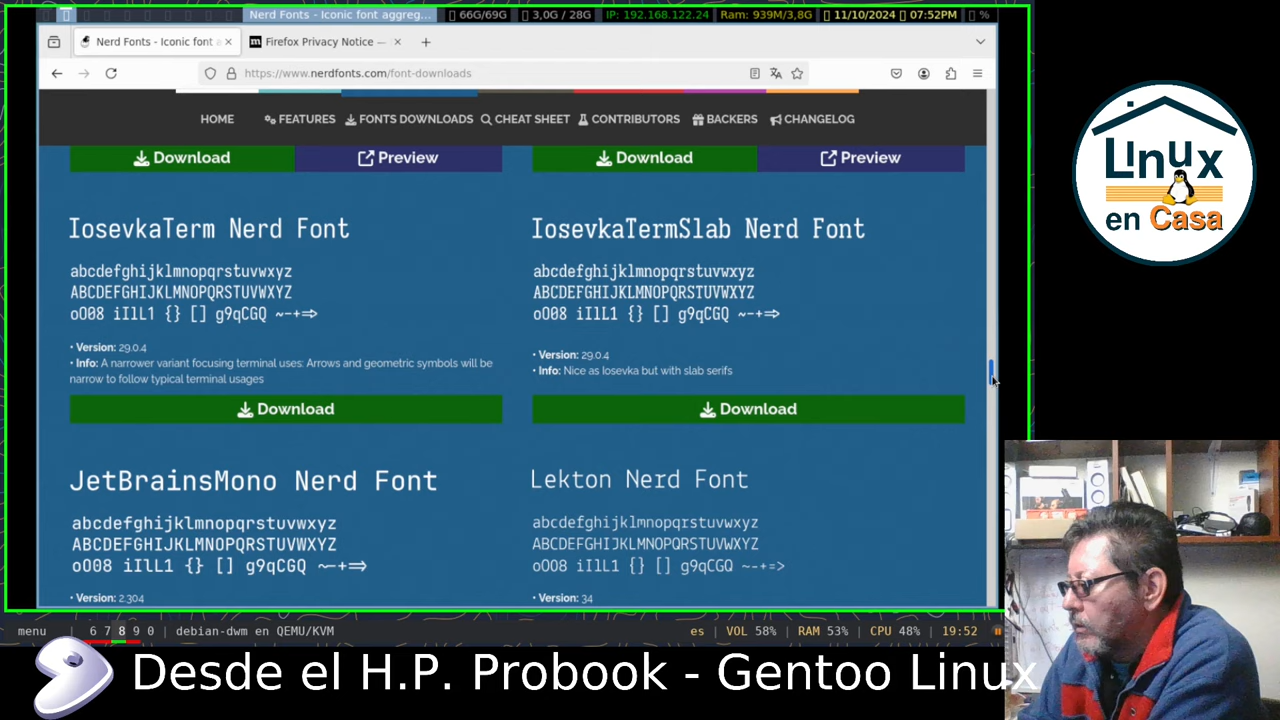 Nerd Fonts - Iconic font aggreg...
66G/69G
3,0G / 28G
IP: 192.168.122.24
Ram: 939M/3,8G
11/10/2024
07:52PM
%
Nerd Fonts - Iconic font a
Firefox Privacy Notice —
https://www.nerdfonts.com/font-downloads
HOME
FEATURES
FONTS DOWNLOADS
CHEAT SHEET
CONTRIBUTORS
BACKERS
CHANGELOG
Download
Preview
Download
Preview
IosevkaTerm Nerd Font
abcdefghijklmnopqrstuvwxyz
ABCDEFGHIJKLMNOPQRSTUVWXYZ
oO08 iIlL1 {} [] g9qCGQ ~-+=>
• Version: 29.0.4
• Info: A narrower variant focusing terminal uses: Arrows and geometric symbols will be
narrow to follow typical terminal usages
Download
IosevkaTermSlab Nerd Font
abcdefghijklmnopqrstuvwxyz
ABCDEFGHIJKLMNOPQRSTUVWXYZ
oO08 iIlL1 {} [] g9qCGQ ~-+=>
• Version: 29.0.4
• Info: Nice as Iosevka but with slab serifs
Download
JetBrainsMono Nerd Font
abcdefghijklmnopqrstuvwxyz
ABCDEFGHIJKLMNOPQRSTUVWXYZ
oO08 iIlL1 {} [] g9qCGQ ~-+=>
• Version: 2.304
Lekton Nerd Font
abcdefghijklmnopqrstuvwxyz
ABCDEFGHIJKLMNOPQRSTUVWXYZ
oO08 iIlL1 {} [] g9qCGQ ~-+=>
• Version: 34
menu | 6 7 8 9 0 | debian-dwm en QEMU/KVM
es | VOL 58% | RAM 53% | CPU 48% | 19:52
Linux
en Casa
Desde el H.P. Probook - Gentoo Linux